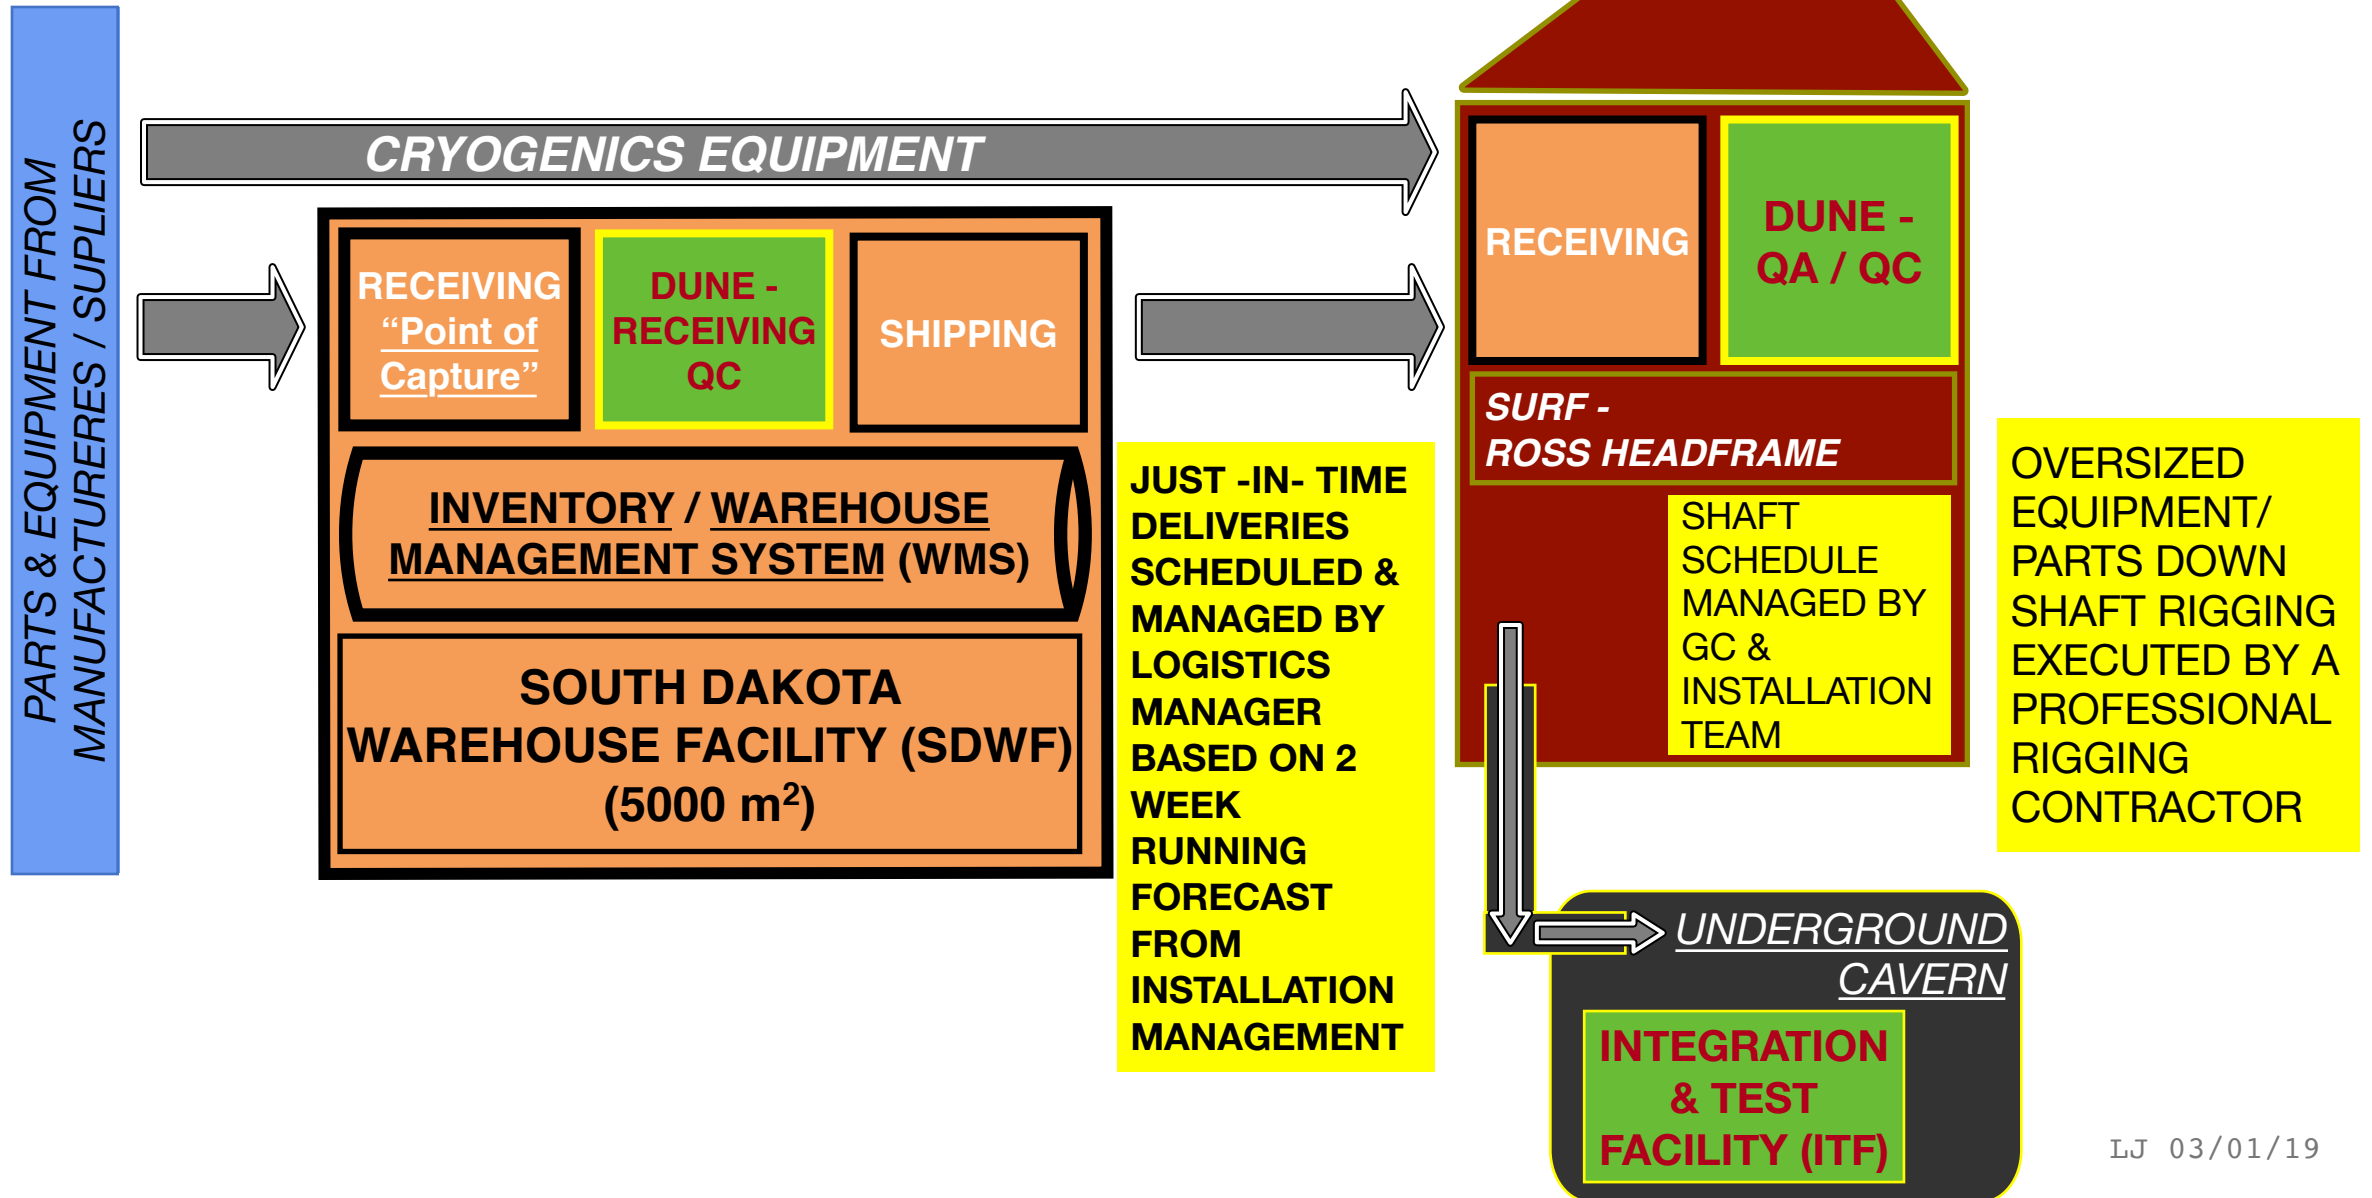 PARTS & EQUIPMENT FROM
MANUFACTURERES / SUPLIERS
CRYOGENICS EQUIPMENT
RECEIVING
“Point of
Capture”
DUNE -
RECEIVING
QC
SHIPPING
INVENTORY / WAREHOUSE
MANAGEMENT SYSTEM (WMS)
SOUTH DAKOTA
WAREHOUSE FACILITY (SDWF)
(5000 m²)
JUST -IN- TIME
DELIVERIES
SCHEDULED &
MANAGED BY
LOGISTICS
MANAGER
BASED ON 2
WEEK
RUNNING
FORECAST
FROM
INSTALLATION
MANAGEMENT
RECEIVING
DUNE -
QA / QC
SURF -
ROSS HEADFRAME
SHAFT
SCHEDULE
MANAGED BY
GC &
INSTALLATION
TEAM
OVERSIZED
EQUIPMENT/
PARTS DOWN
SHAFT RIGGING
EXECUTED BY A
PROFESSIONAL
RIGGING
CONTRACTOR
UNDERGROUND
CAVERN
INTEGRATION
& TEST
FACILITY (ITF)
LJ 03/01/19